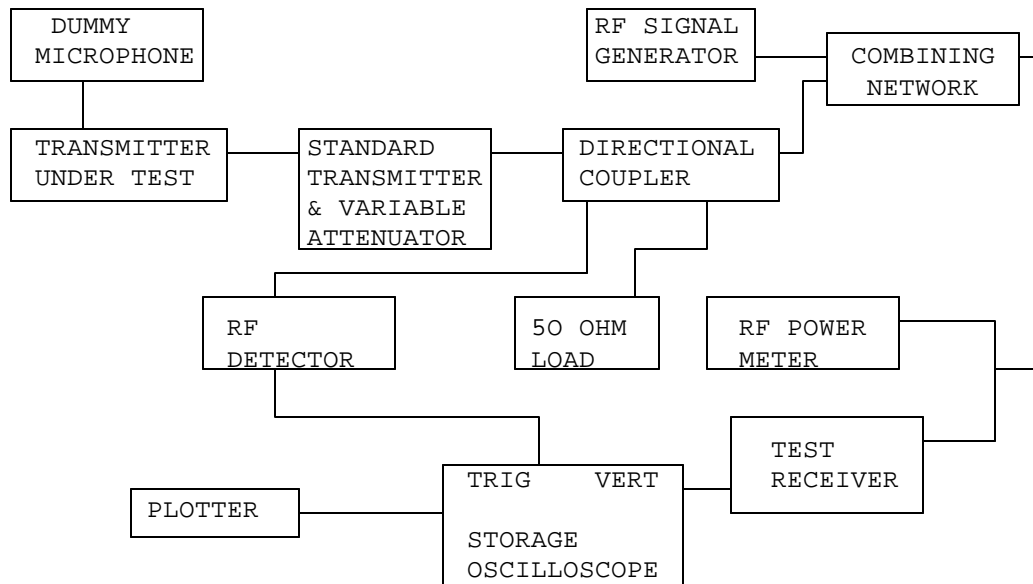 DUMMY
MICROPHONE
RF SIGNAL
GENERATOR
COMBINING
NETWORK
TRANSMITTER
UNDER TEST
STANDARD
TRANSMITTER
& VARIABLE
ATTENUATOR
DIRECTIONAL
COUPLER
RF
DETECTOR
50 OHM
LOAD
RF POWER
METER
TEST
RECEIVER
TRIG VERT
STORAGE
OSCILLOSCOPE
PLOTTER